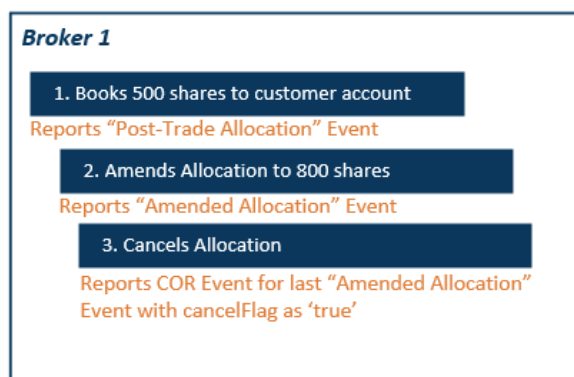 Broker 1
1. Books 500 shares to customer account
Reports “Post-Trade Allocation” Event
2. Amends Allocation to 800 shares
Reports “Amended Allocation” Event
3. Cancels Allocation
Reports COR Event for last “Amended Allocation”
Event with cancelFlag as ‘true’